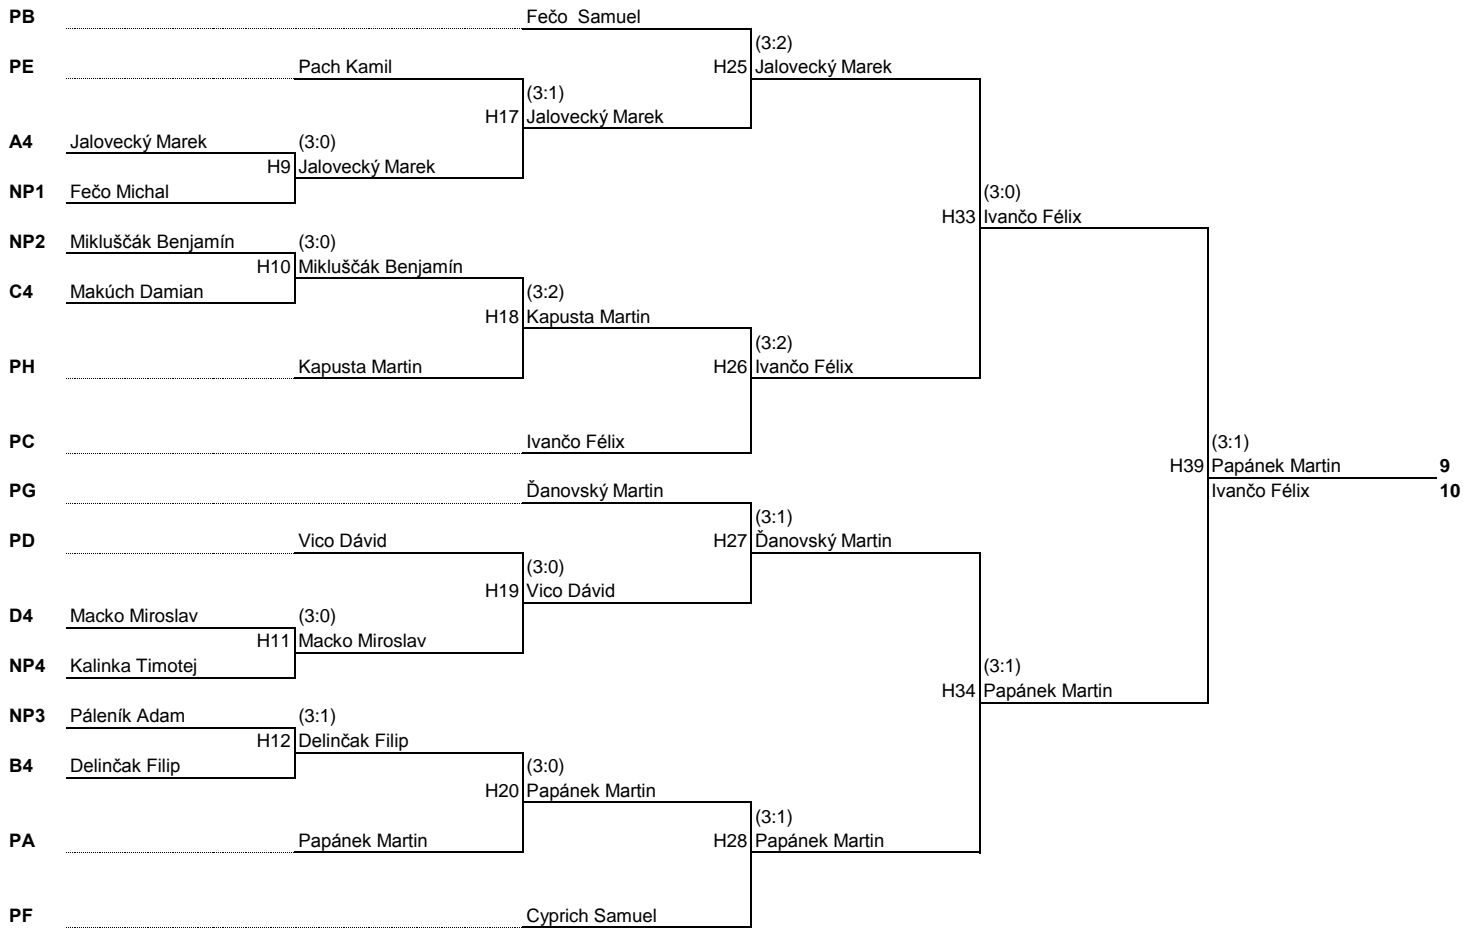 PB Fečo  Samuel
(3:2)
PE Pach Kamil H25 Jalovecký Marek
(3:1)
H17 Jalovecký Marek
A4 Jalovecký Marek (3:0)
H9 Jalovecký Marek
NP1 Fečo Michal (3:0)
H33 Ivančo Félix
NP2 Mikluščák Benjamín (3:0)
H10 Mikluščák Benjamín
C4 Makúch Damian (3:2)
H18 Kapusta Martin
(3:2)
PH Kapusta Martin H26 Ivančo Félix
PC Ivančo Félix (3:1)
H39 Papánek Martin 9
PG Ďanovský Martin Ivančo Félix 10
(3:1)
PD Vico Dávid H27 Ďanovský Martin
(3:0)
H19 Vico Dávid
D4 Macko Miroslav (3:0)
H11 Macko Miroslav
NP4 Kalinka Timotej (3:1)
H34 Papánek Martin
NP3 Páleník Adam (3:1)
H12 Delinčak Filip
B4 Delinčak Filip (3:0)
H20 Papánek Martin
(3:1)
PA Papánek Martin H28 Papánek Martin
PF Cyprich Samuel